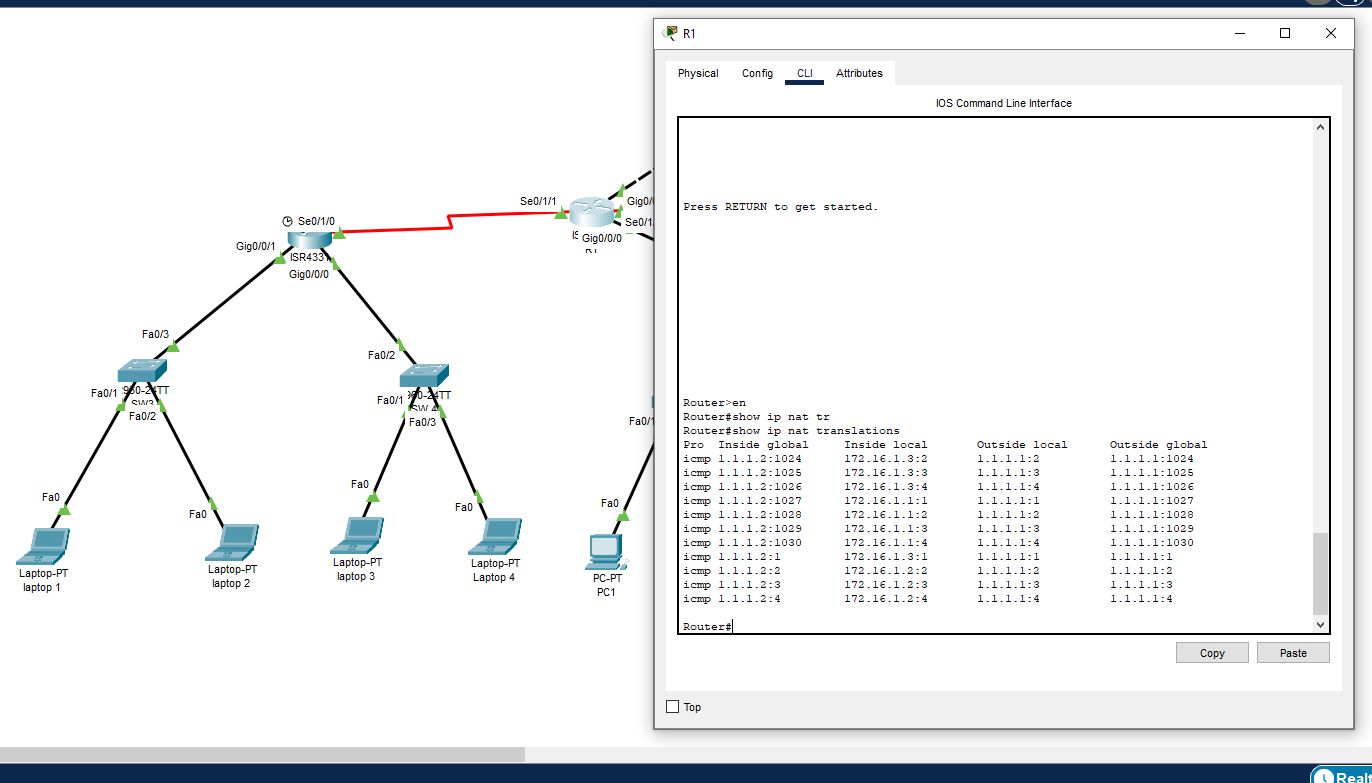 R1
Physical Config CLI Attributes
IOS Command Line Interface
Press RETURN to get started.
Router>en
Router#show ip nat tr
Router#show ip nat translations
Pro Inside global Inside local Outside local Outside global
icmp 1.1.1.2:1024 172.16.1.3:2 1.1.1.1:2 1.1.1.1:1024
icmp 1.1.1.2:1025 172.16.1.3:3 1.1.1.1:3 1.1.1.1:1025
icmp 1.1.1.2:1026 172.16.1.3:4 1.1.1.1:4 1.1.1.1:1026
icmp 1.1.1.2:1027 172.16.1.1:1 1.1.1.1:1 1.1.1.1:1027
icmp 1.1.1.2:1028 172.16.1.1:2 1.1.1.1:2 1.1.1.1:1028
icmp 1.1.1.2:1029 172.16.1.1:3 1.1.1.1:3 1.1.1.1:1029
icmp 1.1.1.2:1030 172.16.1.1:4 1.1.1.1:4 1.1.1.1:1030
icmp 1.1.1.2:1 172.16.1.3:1 1.1.1.1:1 1.1.1.1:1
icmp 1.1.1.2:2 172.16.1.2:2 1.1.1.1:2 1.1.1.1:2
icmp 1.1.1.2:3 172.16.1.2:3 1.1.1.1:3 1.1.1.1:3
icmp 1.1.1.2:4 172.16.1.2:4 1.1.1.1:4 1.1.1.1:4
Router#
Copy Paste
Top
Se0/1/1
Gig0/
Se0/1
Gig0/0/0
R1
Se0/1/0
Gig0/0/1
ISR433
Gig0/0/0
Fa0/3
Fa0/2
Fa0/1 960-24TT
SW3
Fa0/2
Fa0/1 60-24TT
SW 4
Fa0/3
Fa0/1
Fa0
Fa0
Fa0
Fa0
Fa0
Laptop-PT
laptop 1
Laptop-PT
laptop 2
Laptop-PT
laptop 3
Laptop-PT
Laptop 4
PC-PT
PC1
Realt